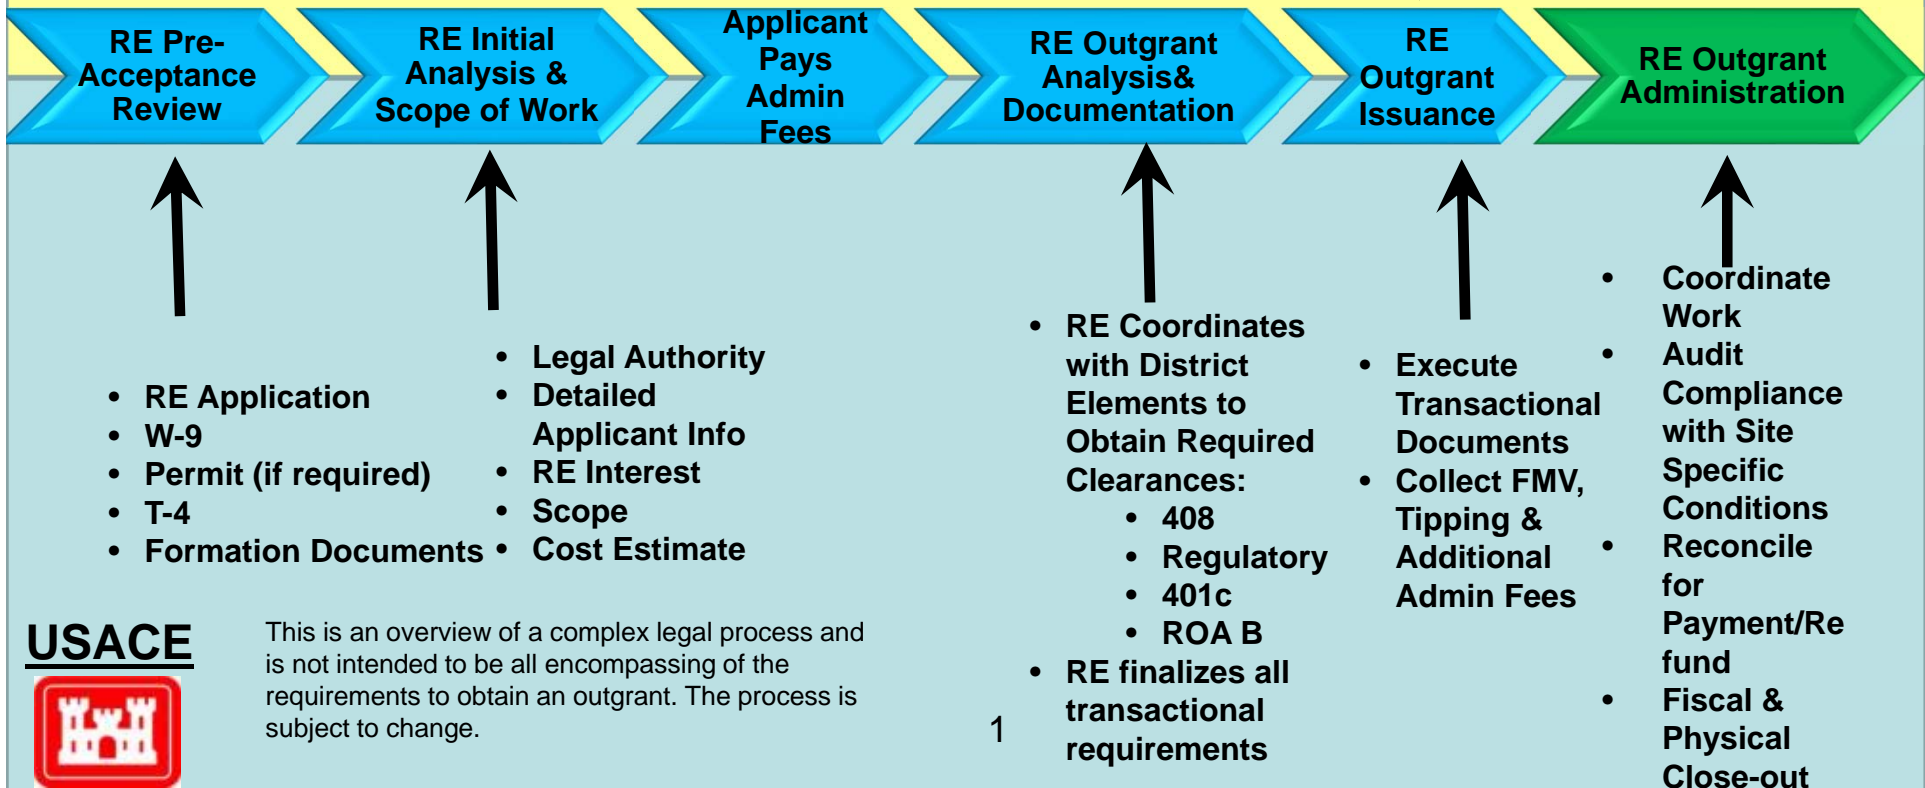 RE Pre-
Acceptance
Review
RE Initial
Analysis &
Scope of Work
Applicant
Pays
Admin
Fees
RE Outgrant
Analysis&
Documentation
RE
Outgrant
Issuance
RE Outgrant
Administration
• RE Application
• W-9
• Permit (if required)
• T-4
• Formation Documents
• Legal Authority
• Detailed
Applicant Info
• RE Interest
• Scope
• Cost Estimate
• RE Coordinates
with District
Elements to
Obtain Required
Clearances:
• 408
• Regulatory
• 401c
• ROA B
• RE finalizes all
transactional
requirements
• Execute
Transactional
Documents
• Collect FMV,
Tipping &
Additional
Admin Fees
• Coordinate
Work
• Audit
Compliance
with Site
Specific
Conditions
• Reconcile
for
Payment/Re
fund
• Fiscal &
Physical
Close-out
USACE
This is an overview of a complex legal process and
is not intended to be all encompassing of the
requirements to obtain an outgrant. The process is
subject to change.
1